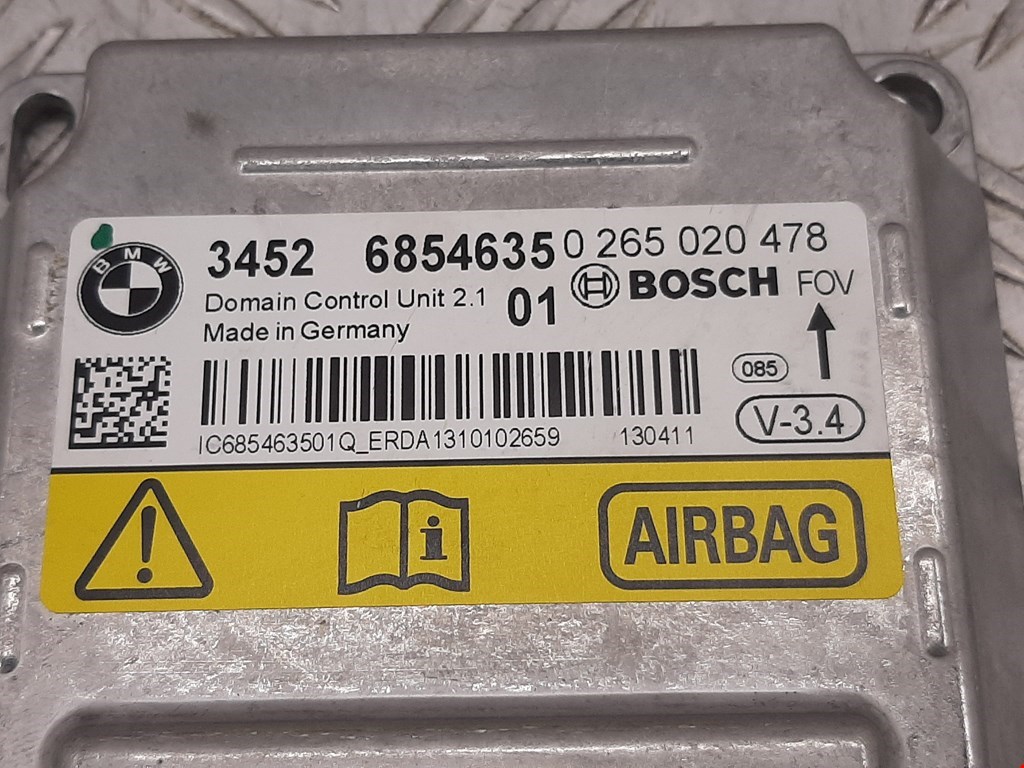 BMW
3452 6854635 0 265 020 478
Domain Control Unit 2.1 01 BOSCH FOV
Made in Germany
085
V-3.4
IC685463501Q_ERDA1310102659 130411
i
AIRBAG